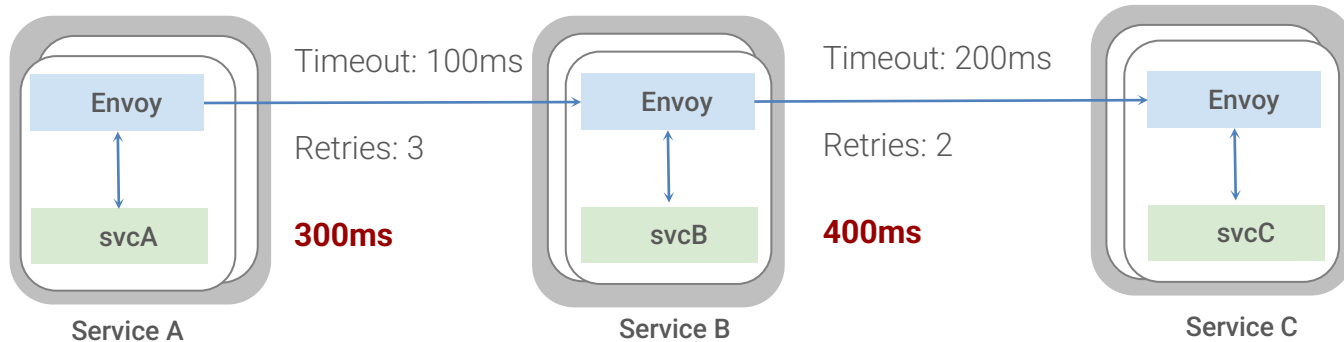 Envoy
svcA
Service A
Timeout: 100ms
Retries: 3
300ms
Envoy
svcB
Service B
Timeout: 200ms
Retries: 2
400ms
Envoy
svcC
Service C